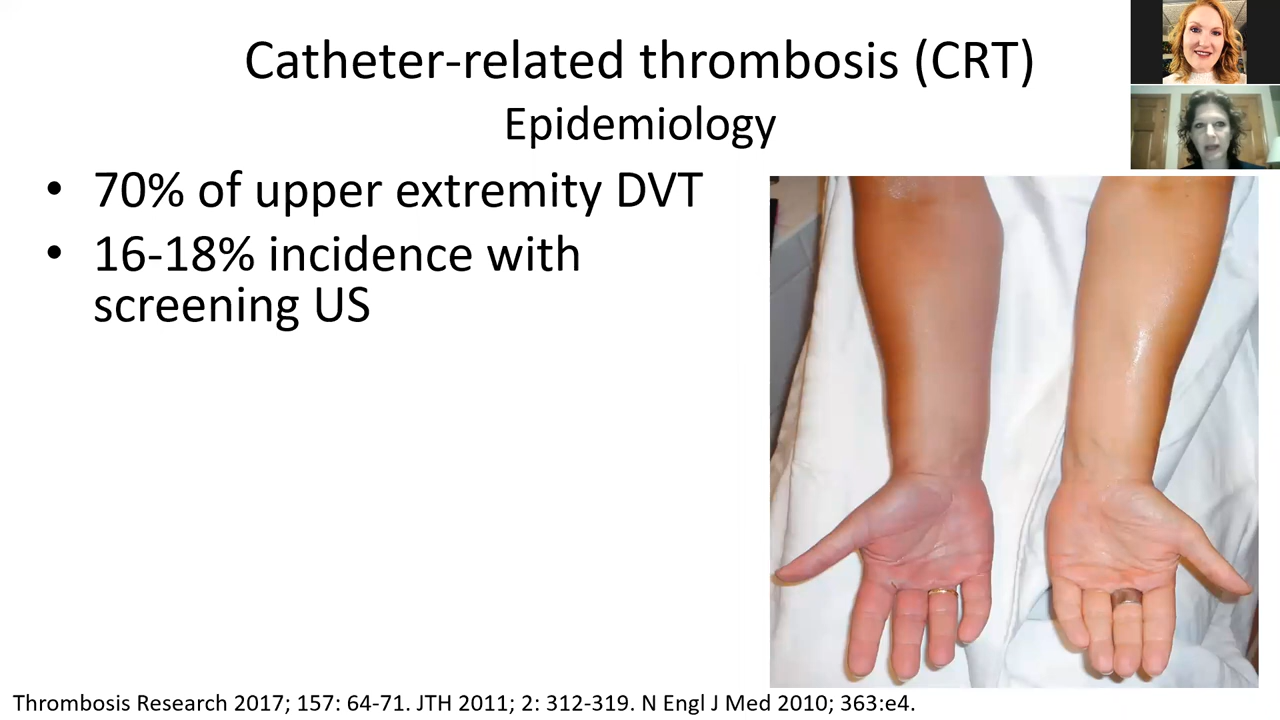 Catheter-related thrombosis (CRT)
Epidemiology
• 70% of upper extremity DVT
• 16-18% incidence with
screening US
Thrombosis Research 2017; 157: 64-71. JTH 2011; 2: 312-319. N Engl J Med 2010; 363:e4.